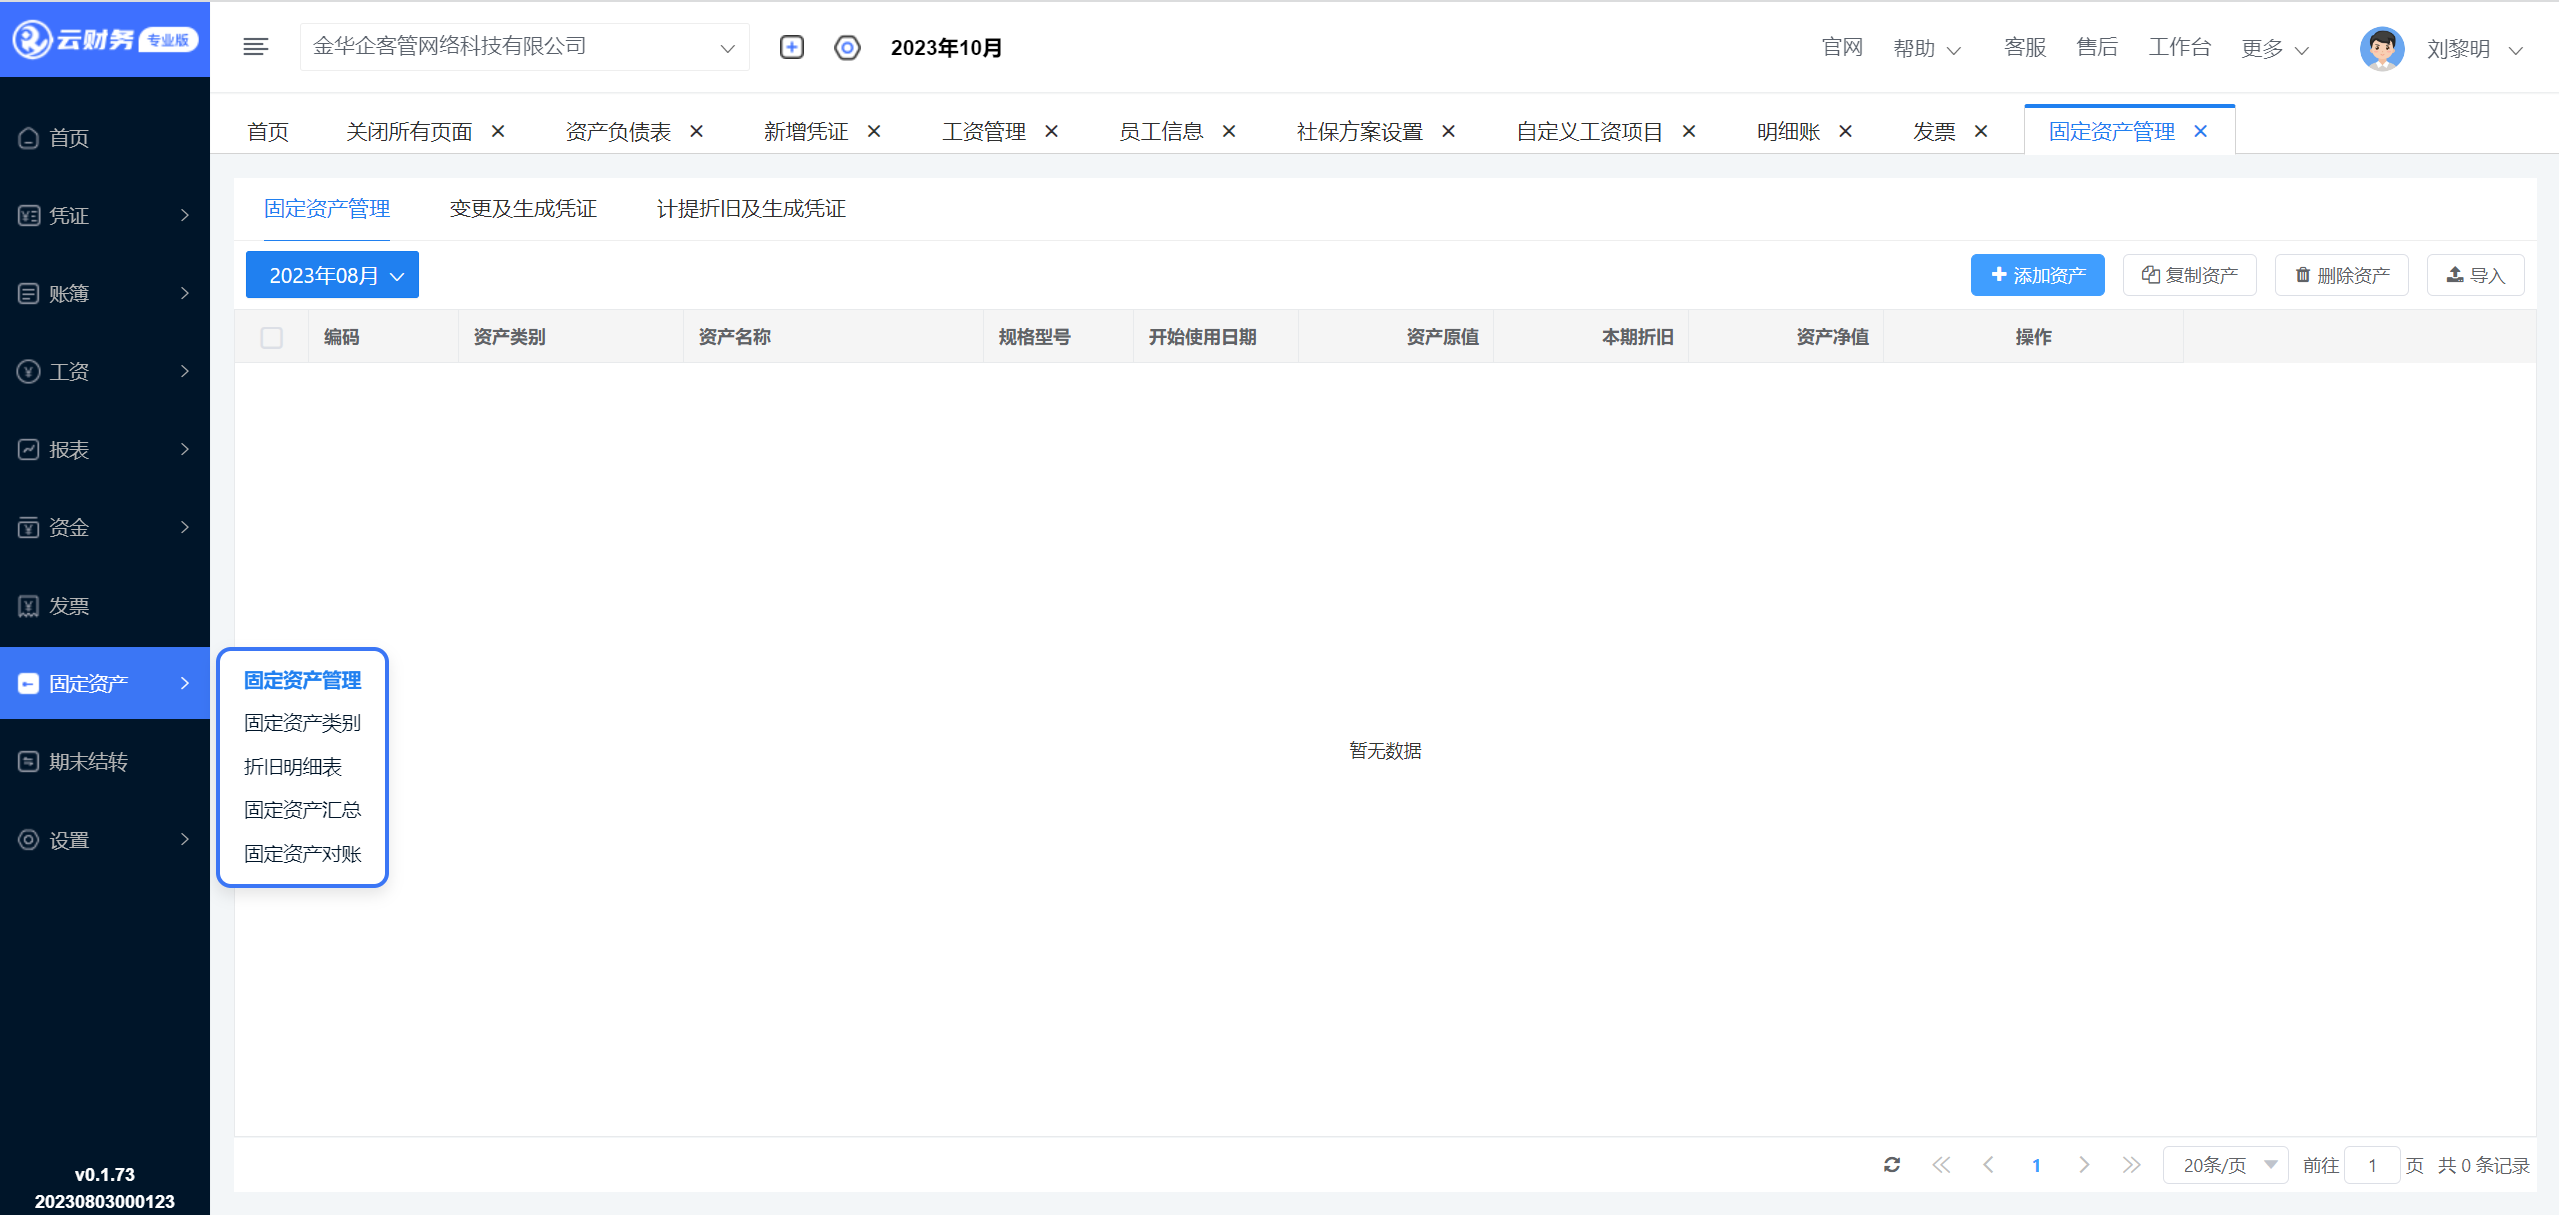 云财务 专业版
金华企客管网络科技有限公司
2023年10月
官网 帮助 客服 售后 工作台 更多 刘黎明
首页 关闭所有页面 资产负债表 新增凭证 工资管理 员工信息 社保方案设置 自定义工资项目 明细账 发票 固定资产管理
首页
凭证
账簿
工资
报表
资金
发票
固定资产
期末结转
设置
固定资产管理 变更及生成凭证 计提折旧及生成凭证
2023年08月
添加资产 复制资产 删除资产 导入
编码 资产类别 资产名称 规格型号 开始使用日期 资产原值 本期折旧 资产净值 操作
固定资产管理
固定资产类别
折旧明细表
固定资产汇总
固定资产对账
暂无数据
1 20条/页 前往 1 页 共 0 条记录
v0.1.73
20230803000123